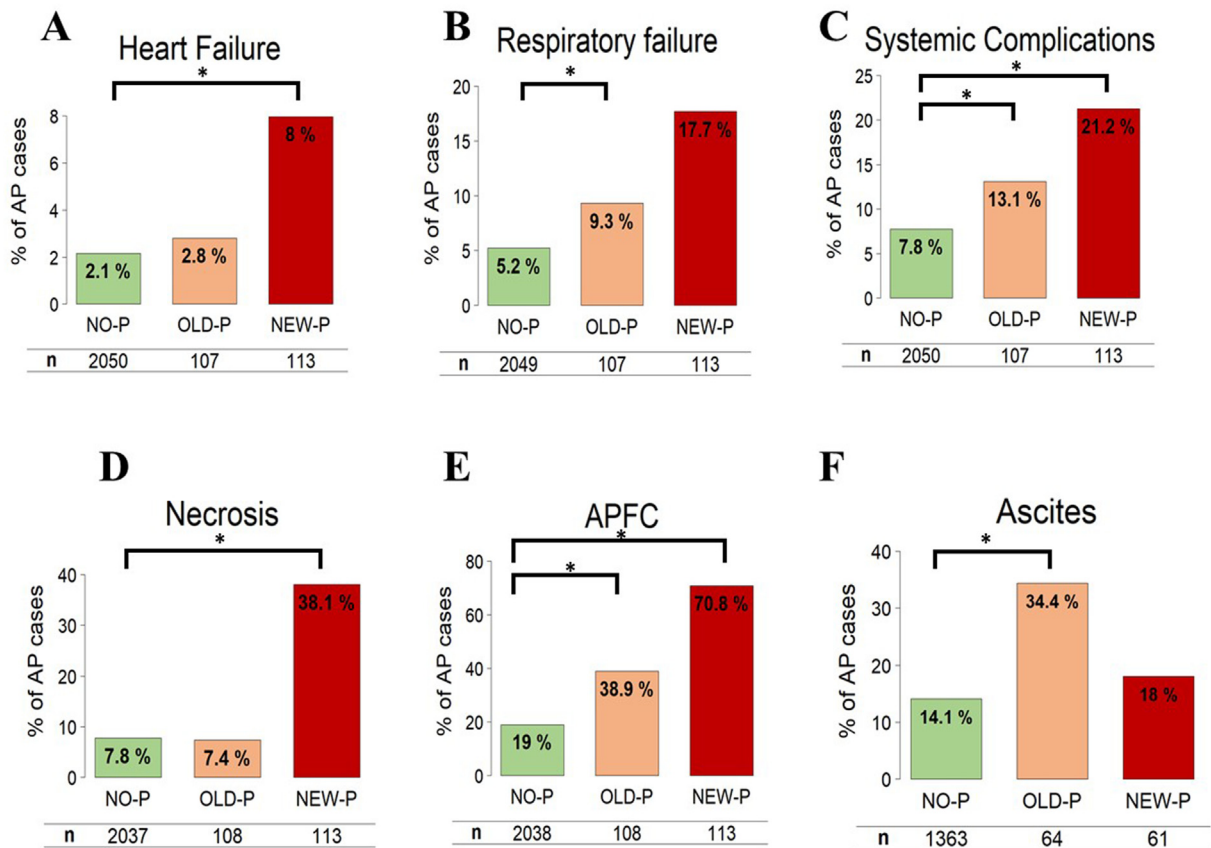 A
Heart Failure
*
% of AP cases
8
6
4
2
0
2.1 %
2.8 %
8 %
NO-P OLD-P NEW-P
n 2050 107 113
B
Respiratory failure
*
% of AP cases
20
15
10
5
0
5.2 %
9.3 %
17.7 %
NO-P OLD-P NEW-P
n 2049 107 113
C
Systemic Complications
*
*
% of AP cases
25
20
15
10
5
0
7.8 %
13.1 %
21.2 %
NO-P OLD-P NEW-P
n 2050 107 113
D
Necrosis
*
% of AP cases
40
30
20
10
0
7.8 %
7.4 %
38.1 %
NO-P OLD-P NEW-P
n 2037 108 113
E
APFC
*
*
% of AP cases
80
60
40
20
0
19 %
38.9 %
70.8 %
NO-P OLD-P NEW-P
n 2038 108 113
F
Ascites
*
% of AP cases
40
30
20
10
0
14.1 %
34.4 %
18 %
NO-P OLD-P NEW-P
n 1363 64 61